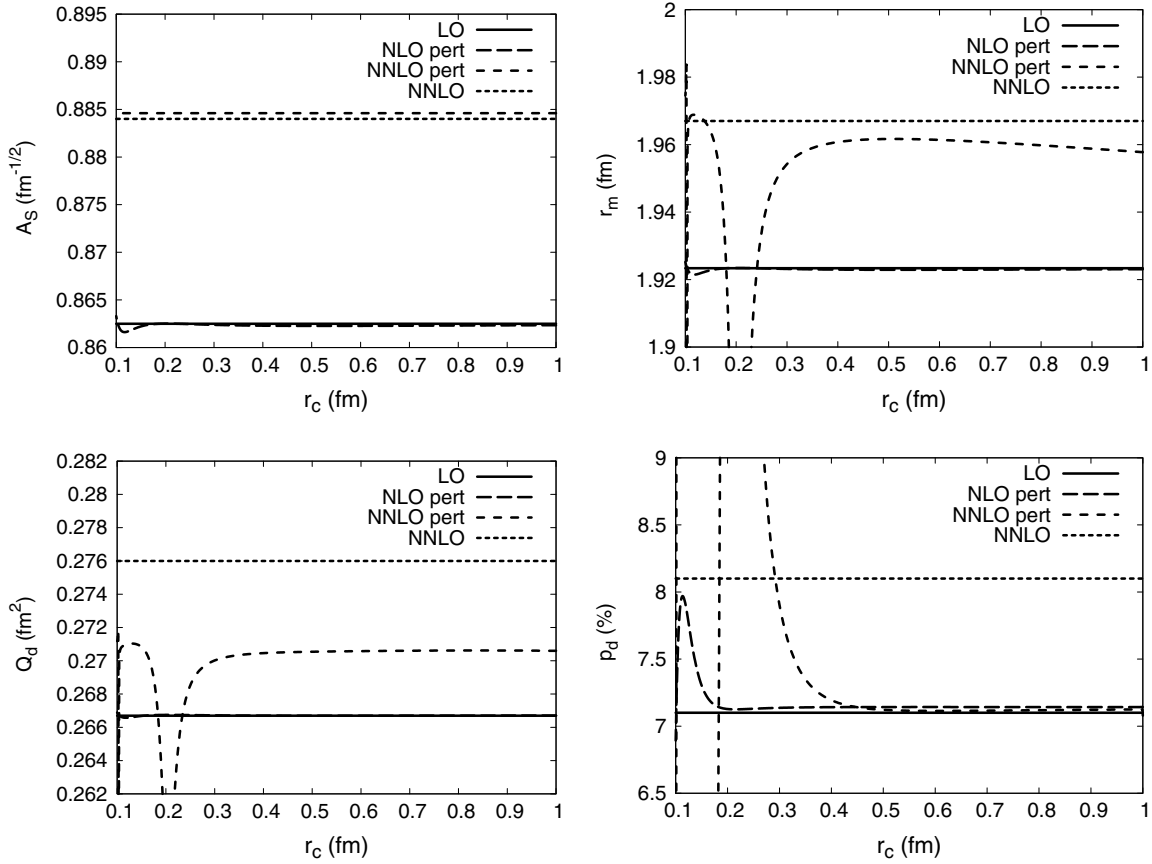 0.895
0.89
0.885
0.88
0.875
0.87
0.865
0.86
0.1 0.2 0.3 0.4 0.5 0.6 0.7 0.8 0.9 1
A_S (fm^-1/2)
r_c (fm)
LO
NLO pert
NNLO pert
NNLO
2
1.98
1.96
1.94
1.92
1.9
0.1 0.2 0.3 0.4 0.5 0.6 0.7 0.8 0.9 1
r_m (fm)
r_c (fm)
LO
NLO pert
NNLO pert
NNLO
0.282
0.28
0.278
0.276
0.274
0.272
0.27
0.268
0.266
0.264
0.262
0.1 0.2 0.3 0.4 0.5 0.6 0.7 0.8 0.9 1
Q_d (fm^2)
r_c (fm)
LO
NLO pert
NNLO pert
NNLO
9
8.5
8
7.5
7
6.5
0.1 0.2 0.3 0.4 0.5 0.6 0.7 0.8 0.9 1
p_d (%)
r_c (fm)
LO
NLO pert
NNLO pert
NNLO